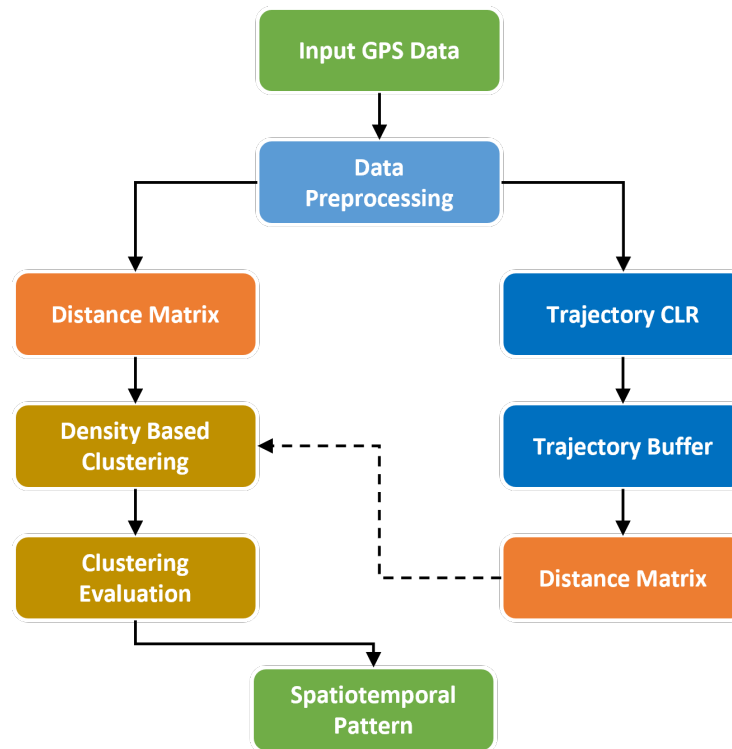 Input GPS Data
Data
Preprocessing
Distance Matrix
Trajectory CLR
Density Based
Clustering
Trajectory Buffer
Clustering
Evaluation
Distance Matrix
Spatiotemporal
Pattern